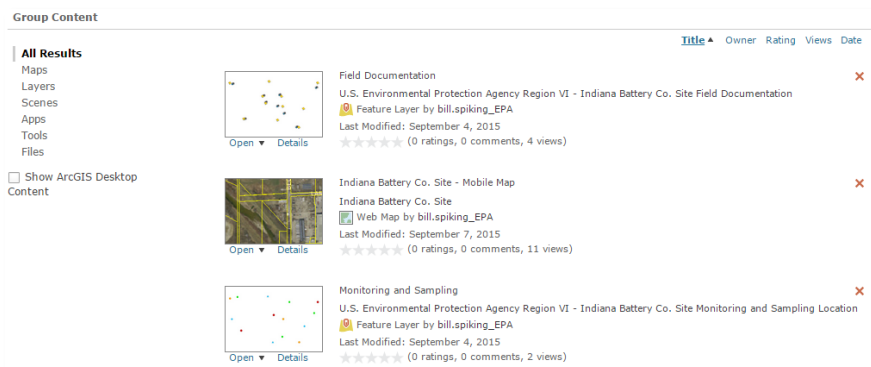 Group Content
Title ▲ Owner Rating Views Date
All Results
Maps
Layers
Scenes
Apps
Tools
Files
Show ArcGIS Desktop
Content
Field Documentation
U.S. Environmental Protection Agency Region VI - Indiana Battery Co. Site Field Documentation
Feature Layer by bill.spiking_EPA
Last Modified: September 4, 2015
(0 ratings, 0 comments, 4 views)
Open ▼ Details
Indiana Battery Co. Site - Mobile Map
Indiana Battery Co. Site
Web Map by bill.spiking_EPA
Last Modified: September 7, 2015
(0 ratings, 0 comments, 11 views)
Open ▼ Details
Monitoring and Sampling
U.S. Environmental Protection Agency Region VI - Indiana Battery Co. Site Monitoring and Sampling Location
Feature Layer by bill.spiking_EPA
Last Modified: September 4, 2015
(0 ratings, 0 comments, 2 views)
Open ▼ Details